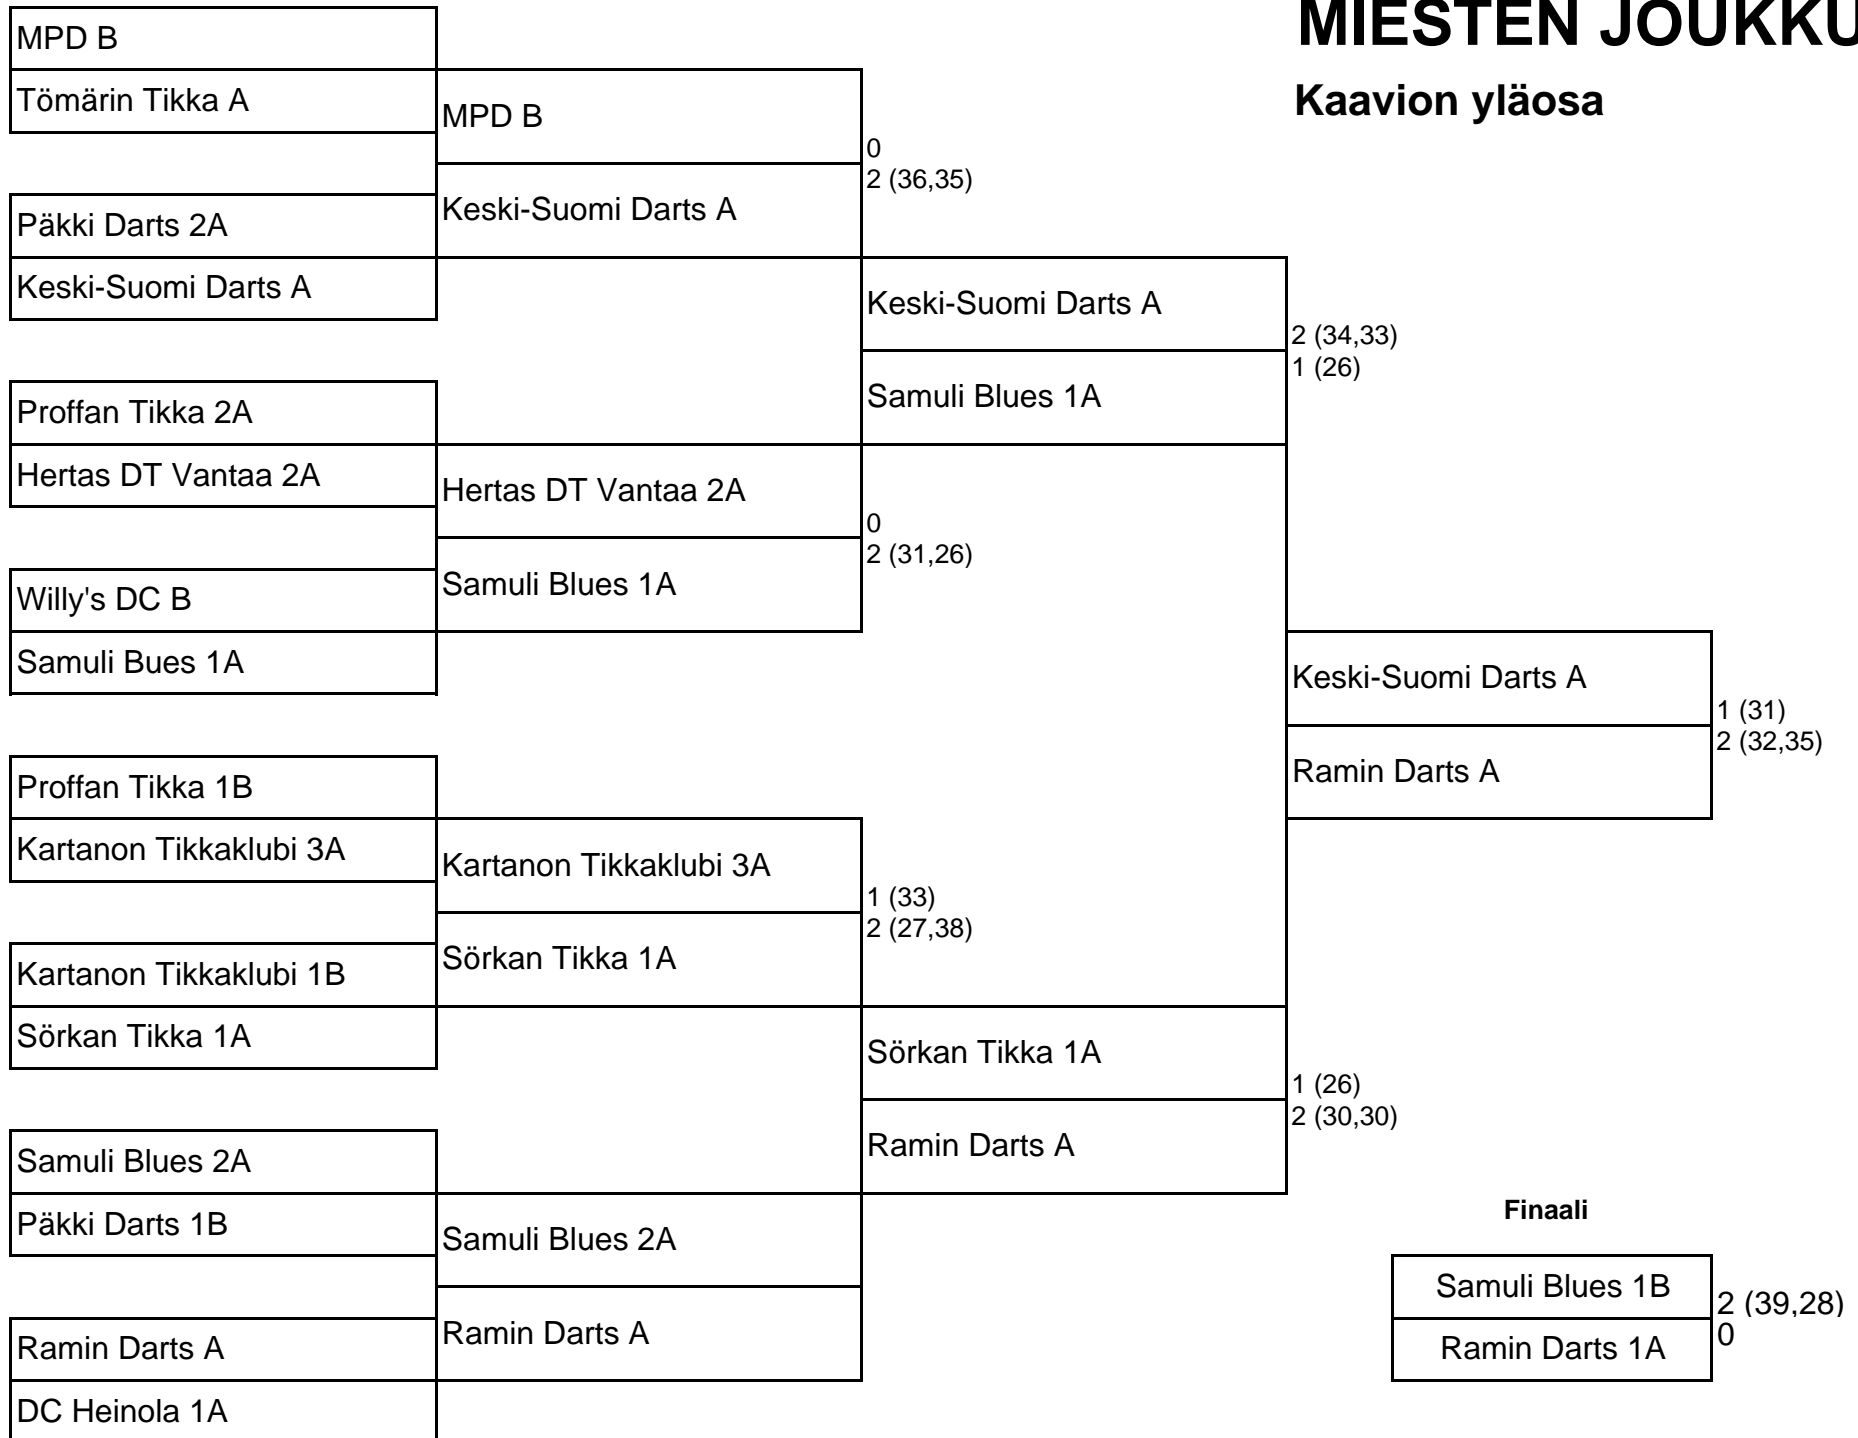 MIESTEN JOUKKU
Kaavion yläosa
MPD B
Tömärin Tikka A
Päkki Darts 2A
Keski-Suomi Darts A
Proffan Tikka 2A
Hertas DT Vantaa 2A
Willy's DC B
Samuli Bues 1A
Proffan Tikka 1B
Kartanon Tikkaklubi 3A
Kartanon Tikkaklubi 1B
Sörkan Tikka 1A
Samuli Blues 2A
Päkki Darts 1B
Ramin Darts A
DC Heinola 1A
MPD B
Keski-Suomi Darts A
0
2 (36,35)
Hertas DT Vantaa 2A
Samuli Blues 1A
0
2 (31,26)
Kartanon Tikkaklubi 3A
Sörkan Tikka 1A
1 (33)
2 (27,38)
Samuli Blues 2A
Ramin Darts A
Keski-Suomi Darts A
Samuli Blues 1A
2 (34,33)
1 (26)
Sörkan Tikka 1A
Ramin Darts A
1 (26)
2 (30,30)
Keski-Suomi Darts A
Ramin Darts A
1 (31)
2 (32,35)
Finaali
Samuli Blues 1B
Ramin Darts 1A
2 (39,28)
0